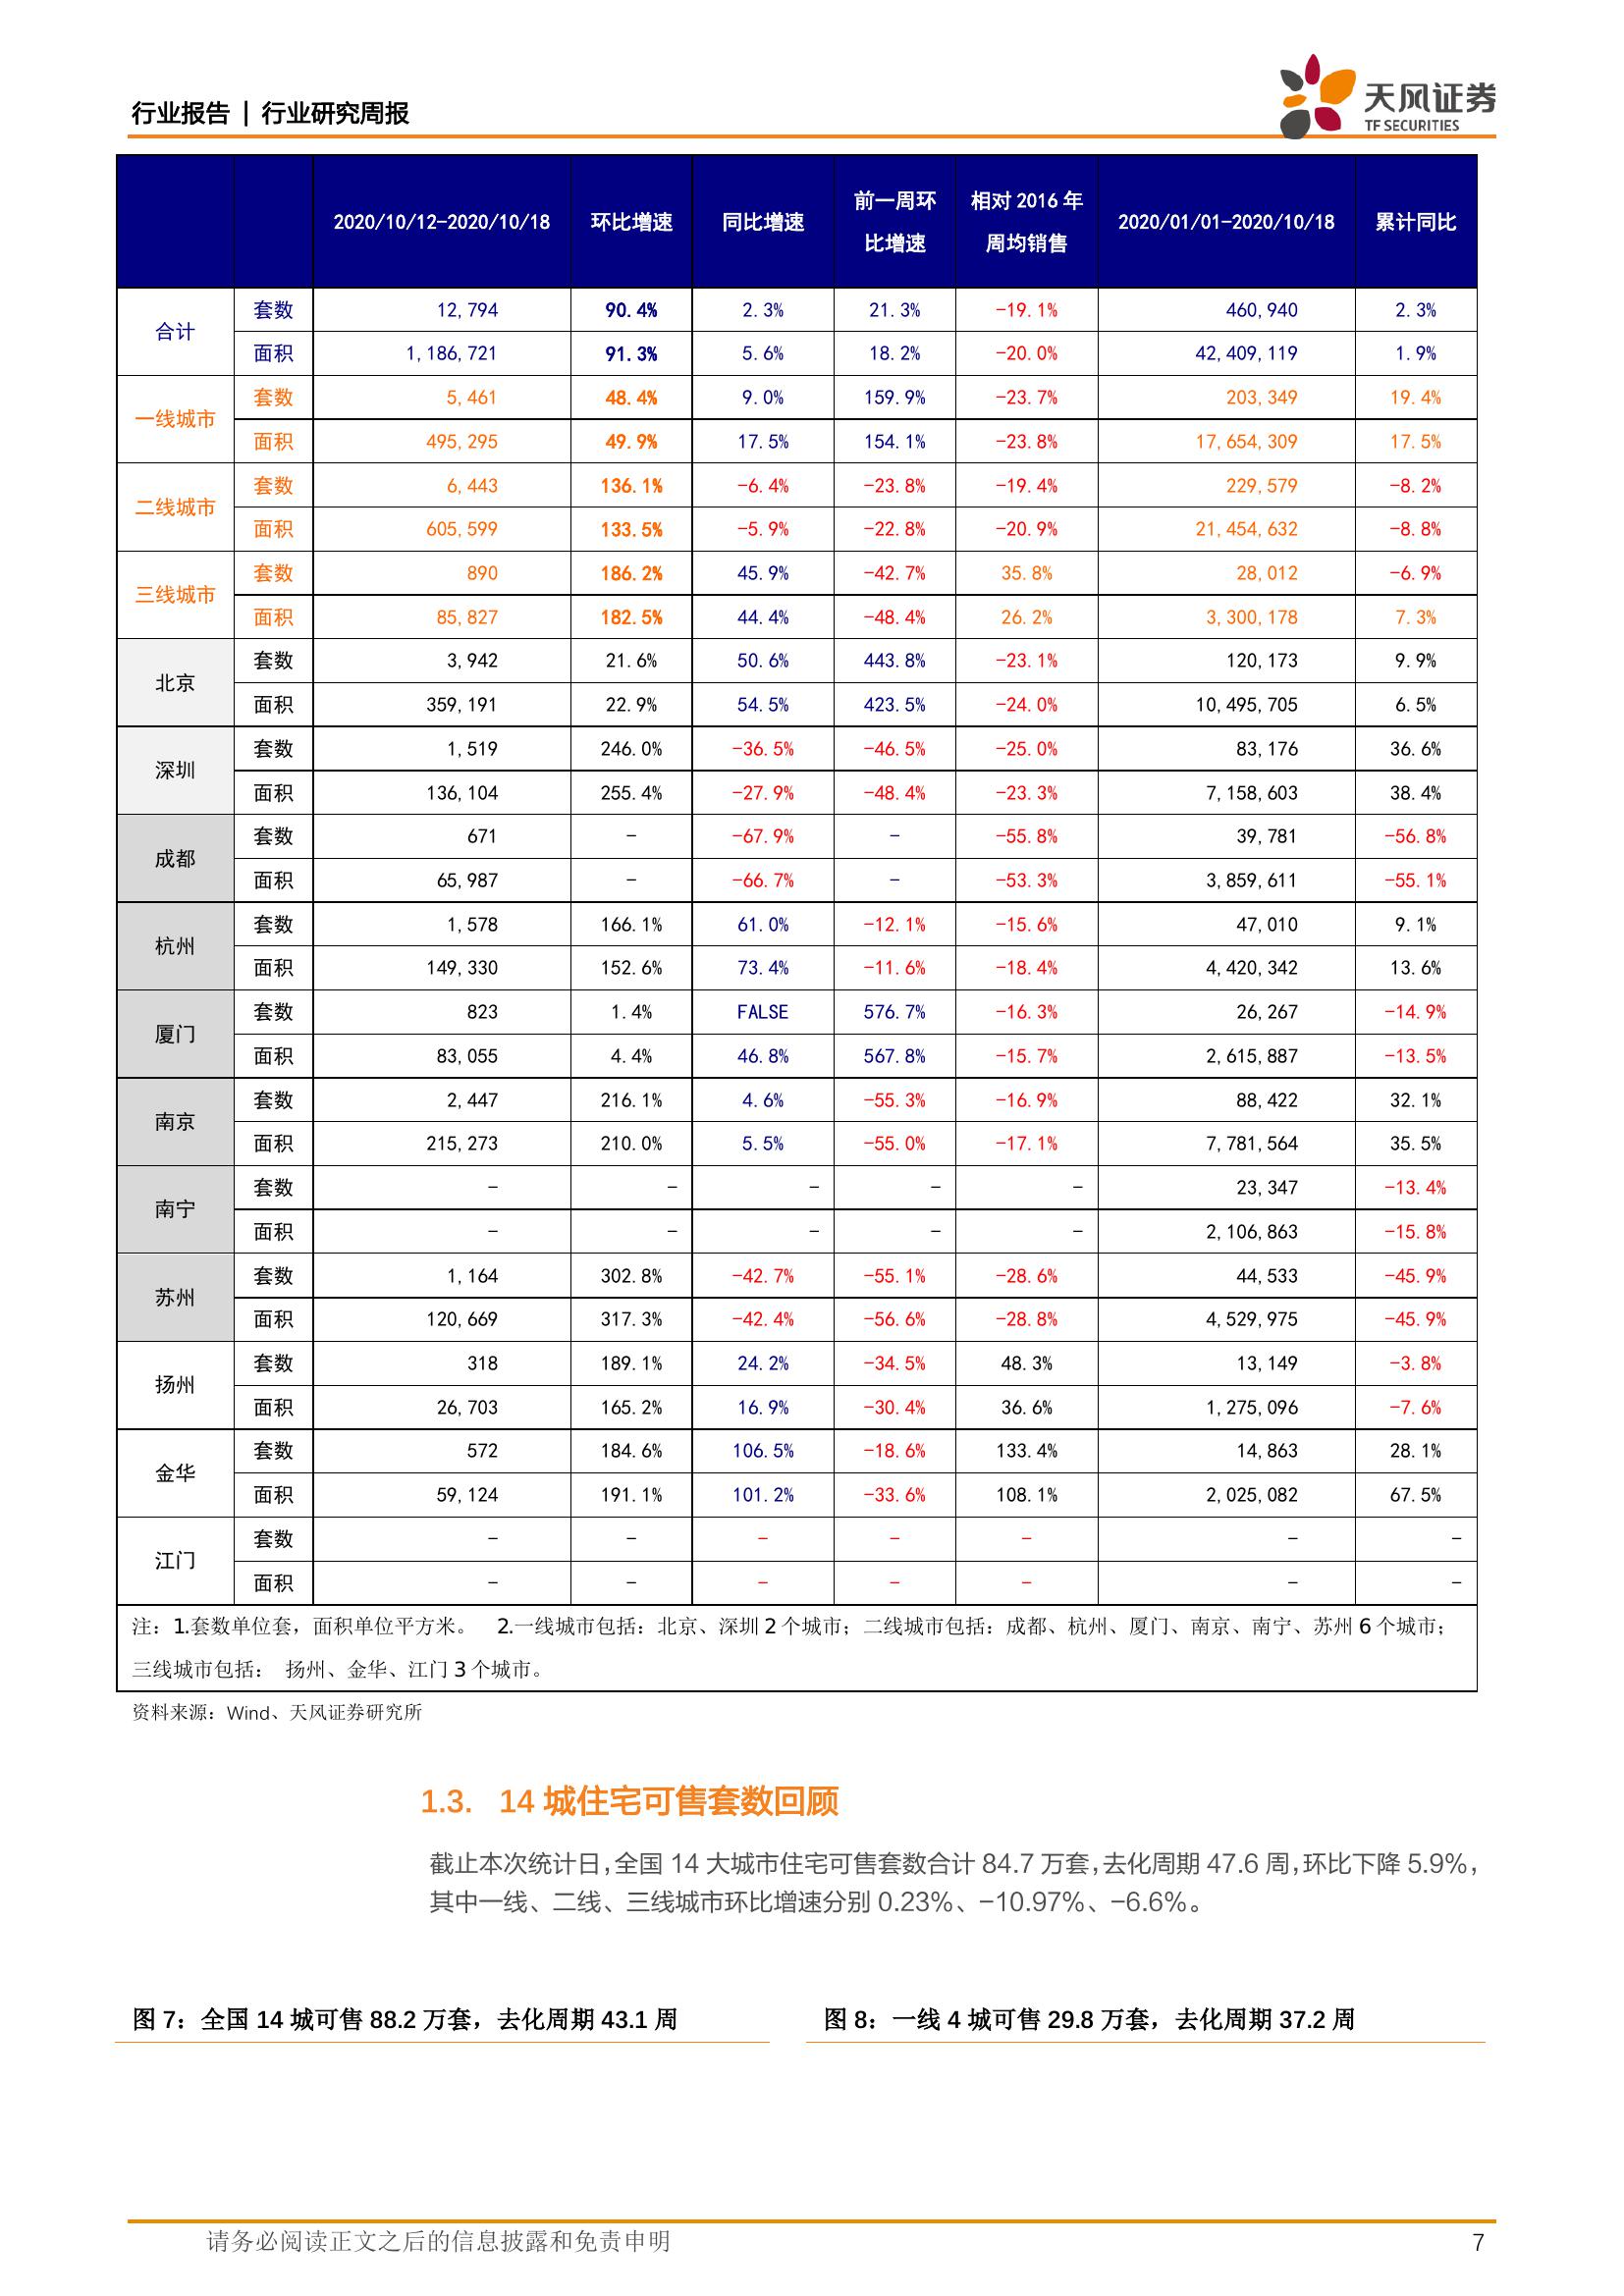 行业报告 | 行业研究周报
天风证券
TF SECURITIES
2020/10/12-2020/10/18 环比增速 同比增速 前一周环比增速 相对 2016 年周均销售 2020/01/01-2020/10/18 累计同比
合计 套数 12,794 90.4% 2.3% 21.3% -19.1% 460,940 2.3%
面积 1,186,721 91.3% 5.6% 18.2% -20.0% 42,409,119 1.9%
一线城市 套数 5,461 48.4% 9.0% 159.9% -23.7% 203,349 19.4%
面积 495,295 49.9% 17.5% 154.1% -23.8% 17,654,309 17.5%
二线城市 套数 6,443 136.1% -6.4% -23.8% -19.4% 229,579 -8.2%
面积 605,599 133.5% -5.9% -22.8% -20.9% 21,454,632 -8.8%
三线城市 套数 890 186.2% 45.9% -42.7% 35.8% 28,012 -6.9%
面积 85,827 182.5% 44.4% -48.4% 26.2% 3,300,178 7.3%
北京 套数 3,942 21.6% 50.6% 443.8% -23.1% 120,173 9.9%
面积 359,191 22.9% 54.5% 423.5% -24.0% 10,495,705 6.5%
深圳 套数 1,519 246.0% -36.5% -46.5% -25.0% 83,176 36.6%
面积 136,104 255.4% -27.9% -48.4% -23.3% 7,158,603 38.4%
成都 套数 671 - -67.9% - -55.8% 39,781 -56.8%
面积 65,987 - -66.7% - -53.3% 3,859,611 -55.1%
杭州 套数 1,578 166.1% 61.0% -12.1% -15.6% 47,010 9.1%
面积 149,330 152.6% 73.4% -11.6% -18.4% 4,420,342 13.6%
厦门 套数 823 1.4% FALSE 576.7% -16.3% 26,267 -14.9%
面积 83,055 4.4% 46.8% 567.8% -15.7% 2,615,887 -13.5%
南京 套数 2,447 216.1% 4.6% -55.3% -16.9% 88,422 32.1%
面积 215,273 210.0% 5.5% -55.0% -17.1% 7,781,564 35.5%
南宁 套数 - - - - - 23,347 -13.4%
面积 - - - - - 2,106,863 -15.8%
苏州 套数 1,164 302.8% -42.7% -55.1% -28.6% 44,533 -45.9%
面积 120,669 317.3% -42.4% -56.6% -28.8% 4,529,975 -45.9%
扬州 套数 318 189.1% 24.2% -34.5% 48.3% 13,149 -3.8%
面积 26,703 165.2% 16.9% -30.4% 36.6% 1,275,096 -7.6%
金华 套数 572 184.6% 106.5% -18.6% 133.4% 14,863 28.1%
面积 59,124 191.1% 101.2% -33.6% 108.1% 2,025,082 67.5%
江门 套数 - - - - - - -
面积 - - - - - - -
注：1.套数单位套，面积单位平方米。 2.一线城市包括：北京、深圳 2 个城市；二线城市包括：成都、杭州、厦门、南京、南宁、苏州 6 个城市；
三线城市包括： 扬州、金华、江门 3 个城市。
资料来源：Wind、天风证券研究所
1.3. 14 城住宅可售套数回顾
截止本次统计日，全国 14 大城市住宅可售套数合计 84.7 万套，去化周期 47.6 周，环比下降 5.9%，
其中一线、二线、三线城市环比增速分别 0.23%、-10.97%、-6.6%。
图 7：全国 14 城可售 88.2 万套，去化周期 43.1 周
图 8：一线 4 城可售 29.8 万套，去化周期 37.2 周
请务必阅读正文之后的信息披露和免责申明 7